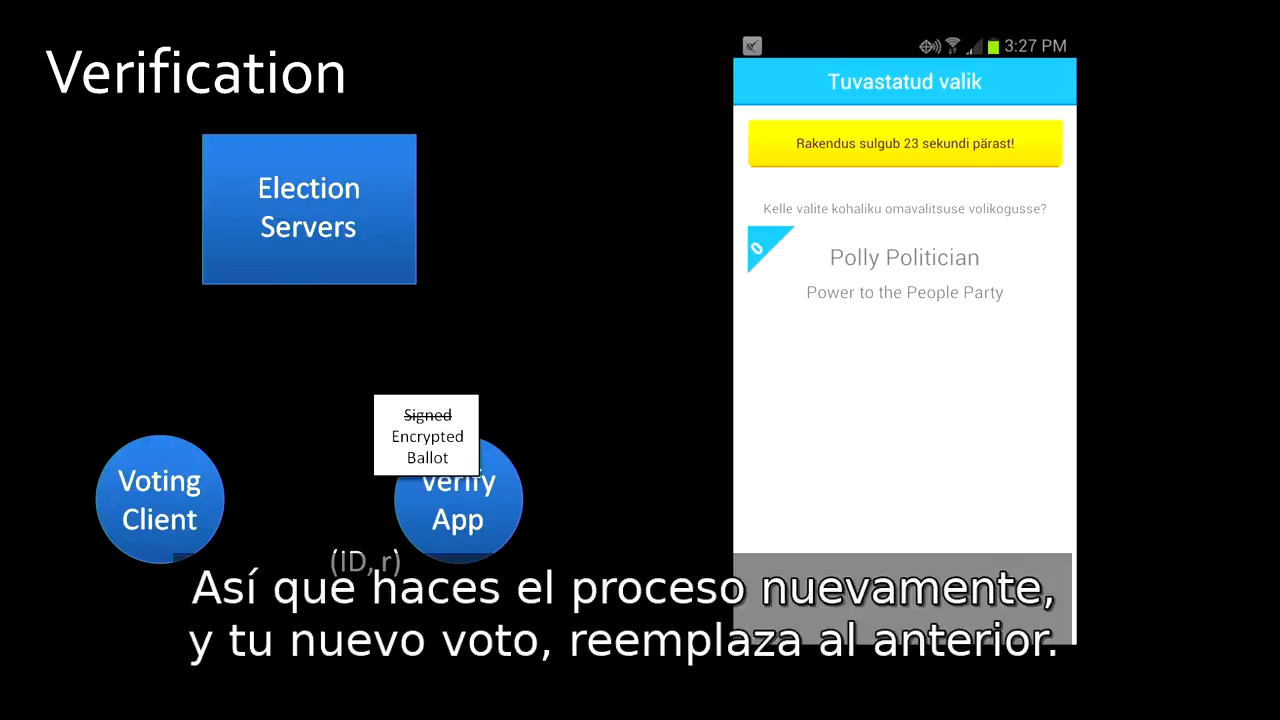 Verification
Election
Servers
Signed
Encrypted
Ballot
Voting
Client
Verify
App
(ID, r)
3:27 PM
Tuvastatud valik
Rakendus sulgub 23 sekundi pärast!
Kelle valite kohaliku omavalitsuse volikogusse?
0
Polly Politician
Power to the People Party
Así que haces el proceso nuevamente,
y tu nuevo voto, reemplaza al anterior.